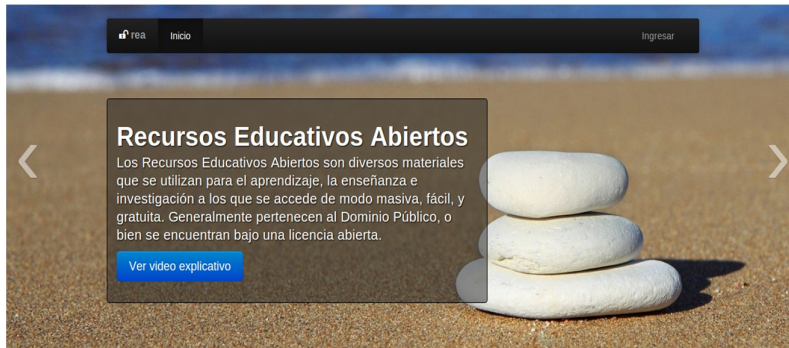 rea
Inicio
Ingresar
Recursos Educativos Abiertos
Los Recursos Educativos Abiertos son diversos materiales
que se utilizan para el aprendizaje, la enseñanza e
investigación a los que se accede de modo masiva, fácil, y
gratuita. Generalmente pertenecen al Dominio Público, o
bien se encuentran bajo una licencia abierta.
Ver video explicativo